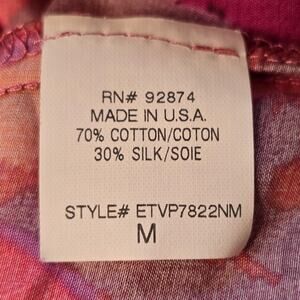 RN# 92874
MADE IN U.S.A.
70% COTTON/COTON
30% SILK/SOIE
STYLE# ETVP7822NM
M